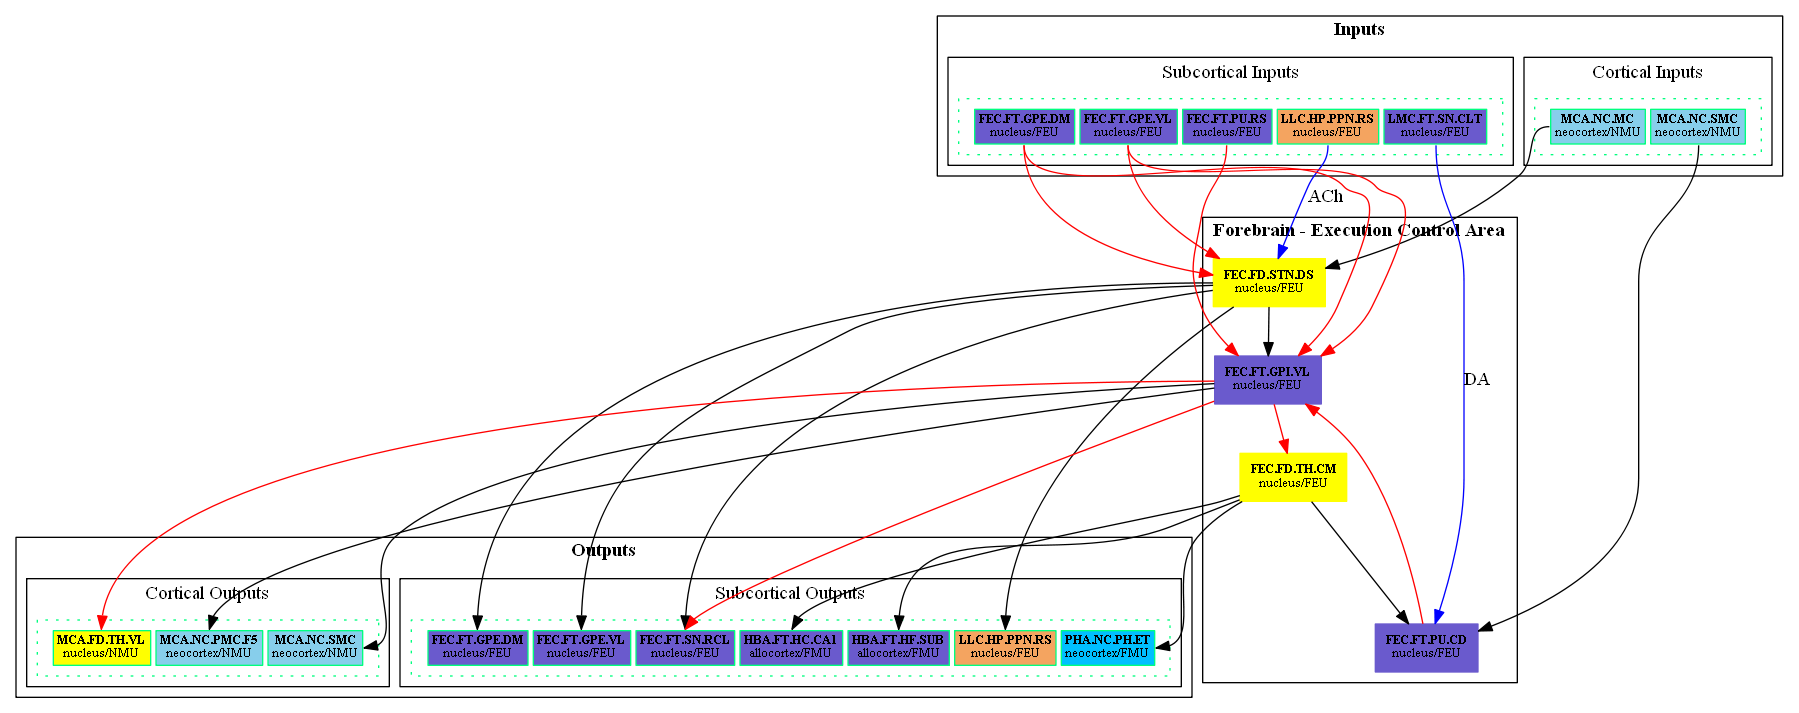 Inputs
Subcortical Inputs
Cortical Inputs
FEC.FT.GPE.DM
nucleus/FEU
FEC.FT.GPE.VL
nucleus/FEU
FEC.FT.PU.RS
nucleus/FEU
LLC.HP.PPN.RS
nucleus/FEU
LMC.FT.SN.CLT
nucleus/FEU
MCA.NC.MC
neocortex/NMU
MCA.NC.SMC
neocortex/NMU
ACh
Forebrain - Execution Control Area
FEC.FD.STN.DS
nucleus/FEU
FEC.FT.GPI.VL
nucleus/FEU
DA
FEC.FD.TH.CM
nucleus/FEU
FEC.FT.PU.CD
nucleus/FEU
Outputs
Cortical Outputs
Subcortical Outputs
MCA.FD.TH.VL
nucleus/NMU
MCA.NC.PMC.F5
neocortex/NMU
MCA.NC.SMC
neocortex/NMU
FEC.FT.GPE.DM
nucleus/FEU
FEC.FT.GPE.VL
nucleus/FEU
FEC.FT.SN.RCL
nucleus/FEU
HBA.FT.HC.CA1
allocortex/FMU
HBA.FT.HF.SUB
allocortex/FMU
LLC.HP.PPN.RS
nucleus/FEU
PHA.NC.PH.ET
neocortex/FMU